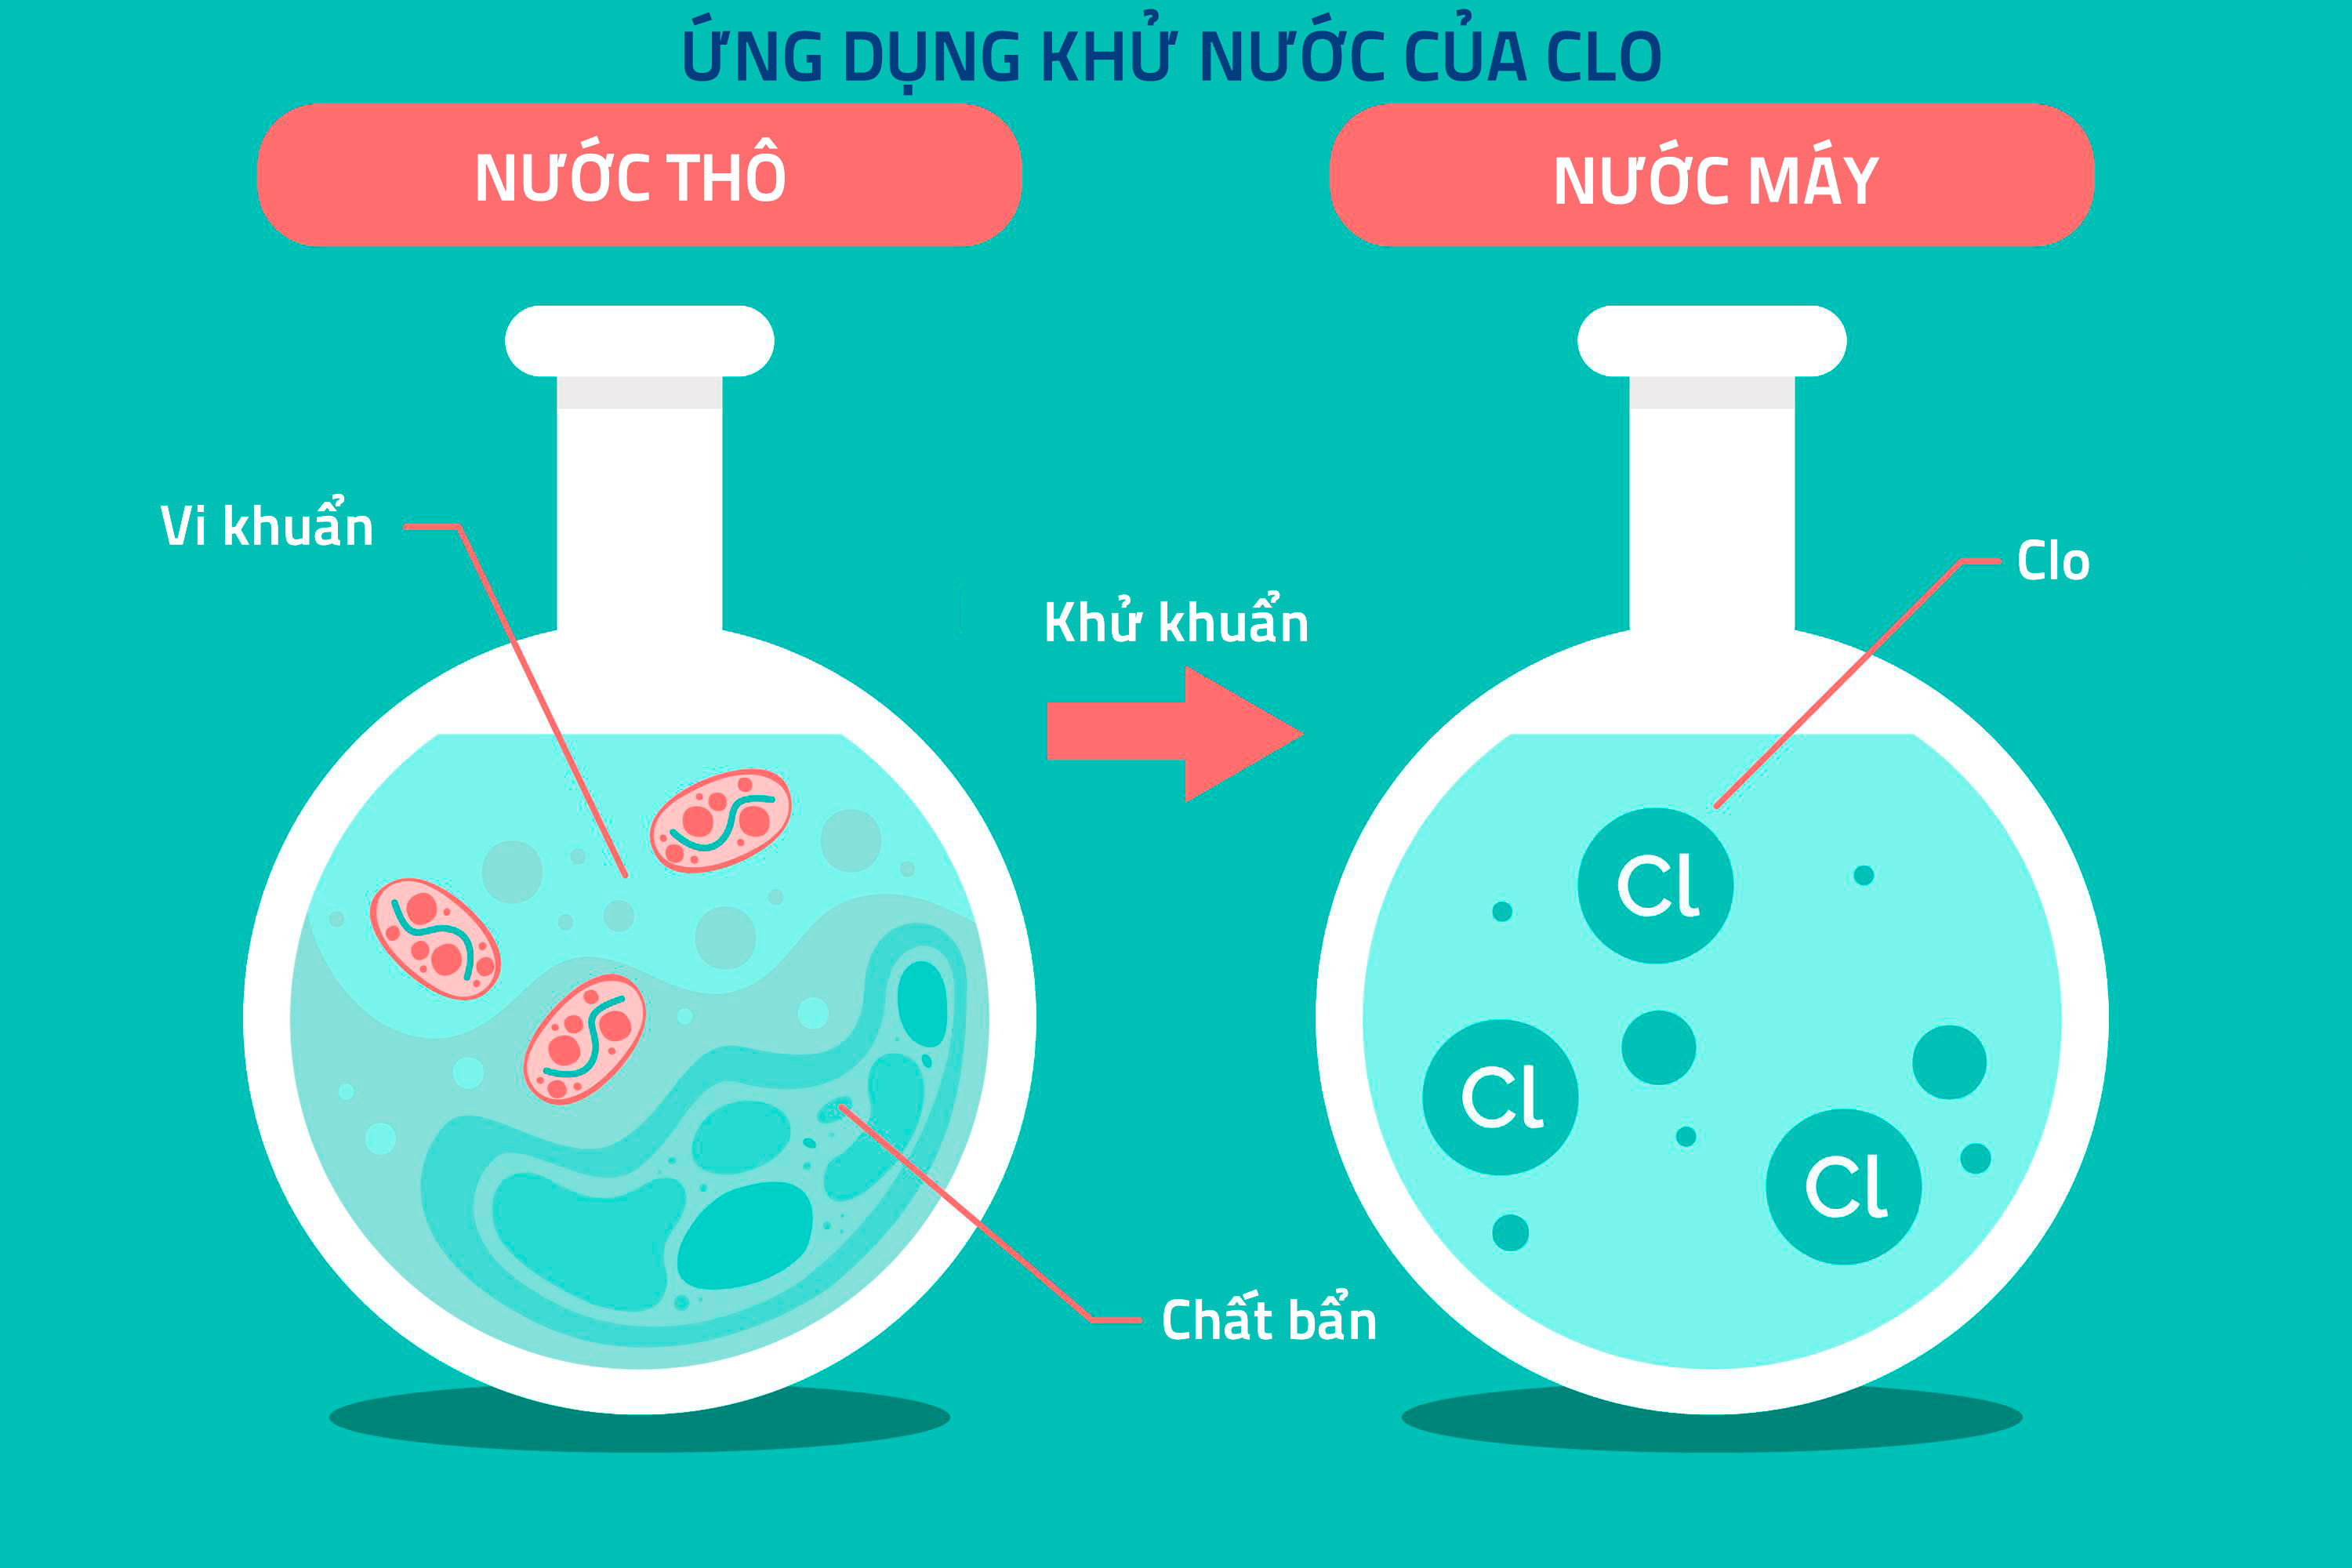 ỨNG DỤNG KHỬ NƯỚC CỦA CLO
NƯỚC THÔ
NƯỚC MÁY
Vi khuẩn
Clo
Khử khuẩn
Cl
Cl
Cl
Chất bẩn